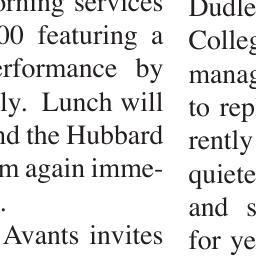 orning services
00 featuring a
erformance by
ly. Lunch will
nd the Hubbard
m again imme-
.
Avants invites
Dudle
Colleg
manag
to rep
rently
quiete
and s
for ye